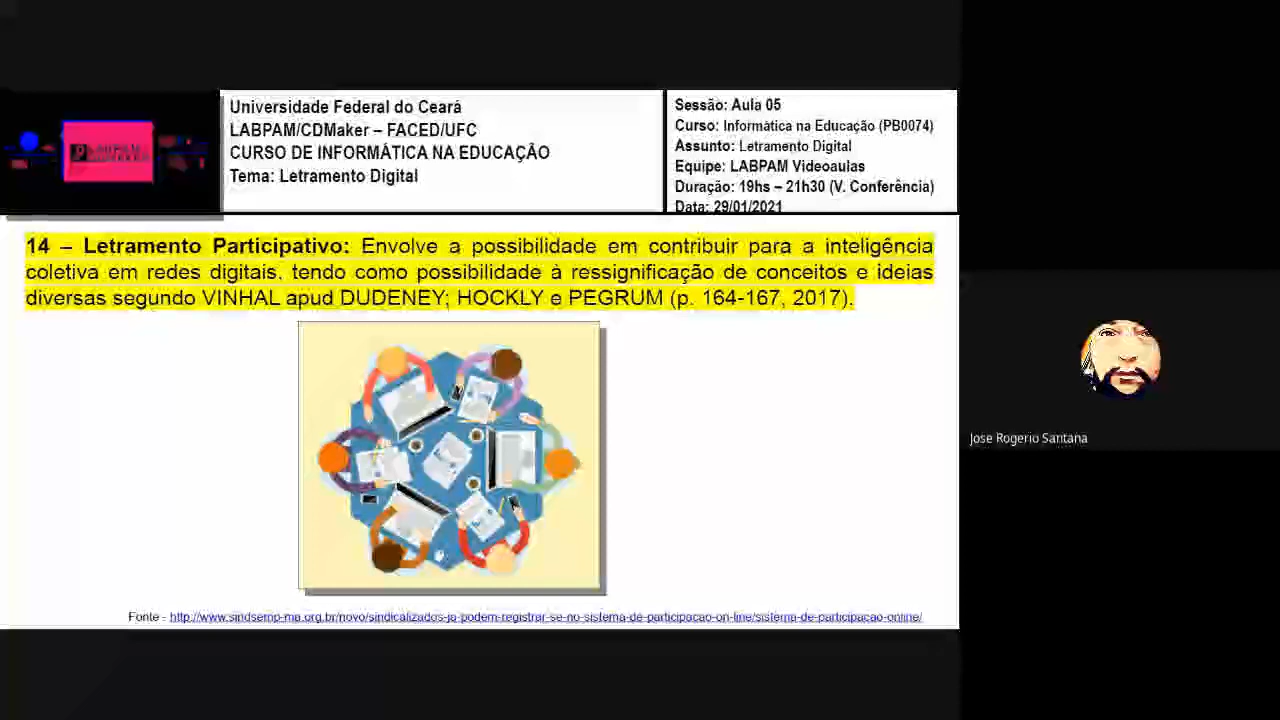 Universidade Federal do Ceará
LABPAM/CDMaker – FACED/UFC
CURSO DE INFORMÁTICA NA EDUCAÇÃO
Tema: Letramento Digital
Sessão: Aula 05
Curso: Informática na Educação (PB0074)
Assunto: Letramento Digital
Equipe: LABPAM Videoaulas
Duração: 19hs – 21h30 (V. Conferência)
Data: 29/01/2021
14 – Letramento Participativo: Envolve a possibilidade em contribuir para a inteligência
coletiva em redes digitais, tendo como possibilidade à ressignificação de conceitos e ideias
diversas segundo VINHAL apud DUDENEY; HOCKLY e PEGRUM (p. 164-167, 2017).
Fonte - http://www.sindsemp-ma.org.br/novo/sindicalizados-ja-podem-registrar-se-no-sistema-de-participacao-on-line/sistema-de-participacao-online/
Jose Rogerio Santana